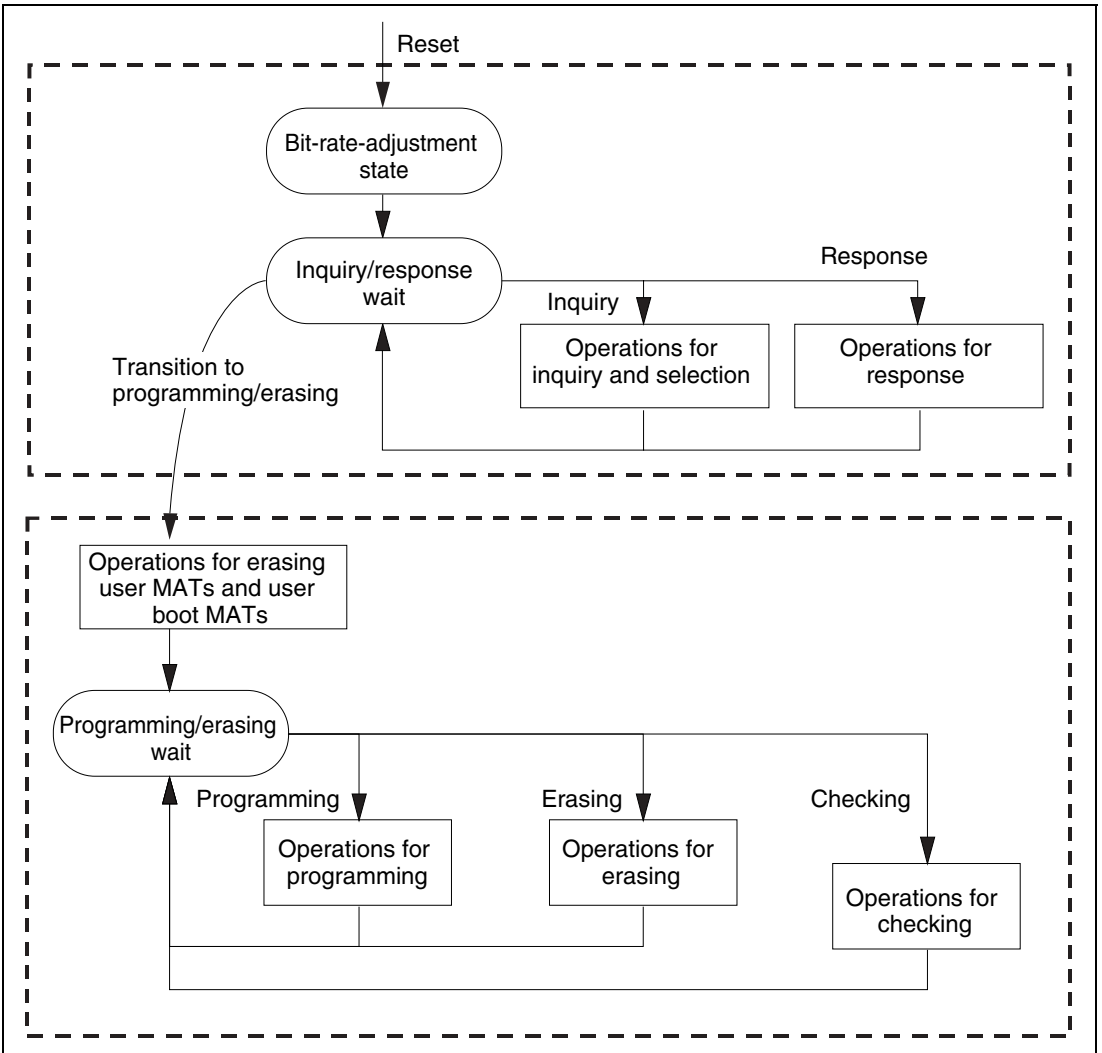 Reset
Bit-rate-adjustment
state
Inquiry/response
wait
Response
Inquiry
Operations for
inquiry and selection
Operations for
response
Transition to
programming/erasing
Operations for erasing
user MATs and user
boot MATs
Programming/erasing
wait
Programming
Erasing
Checking
Operations for
programming
Operations for
erasing
Operations for
checking